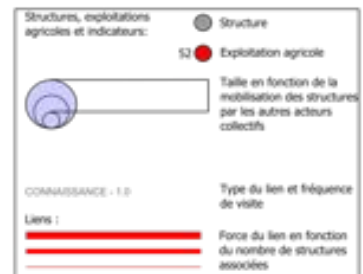 Structures, exploitations
agricoles et indicateurs:
Structure
52 Exploitation agricole
Taille en fonction de la
mobilisation des structures
par les autres acteurs
collectifs
CONNAISSANCE - 1.0
Type du lien et fréquence
de visite
Liens :
Force du lien en fonction
du nombre de structures
associées